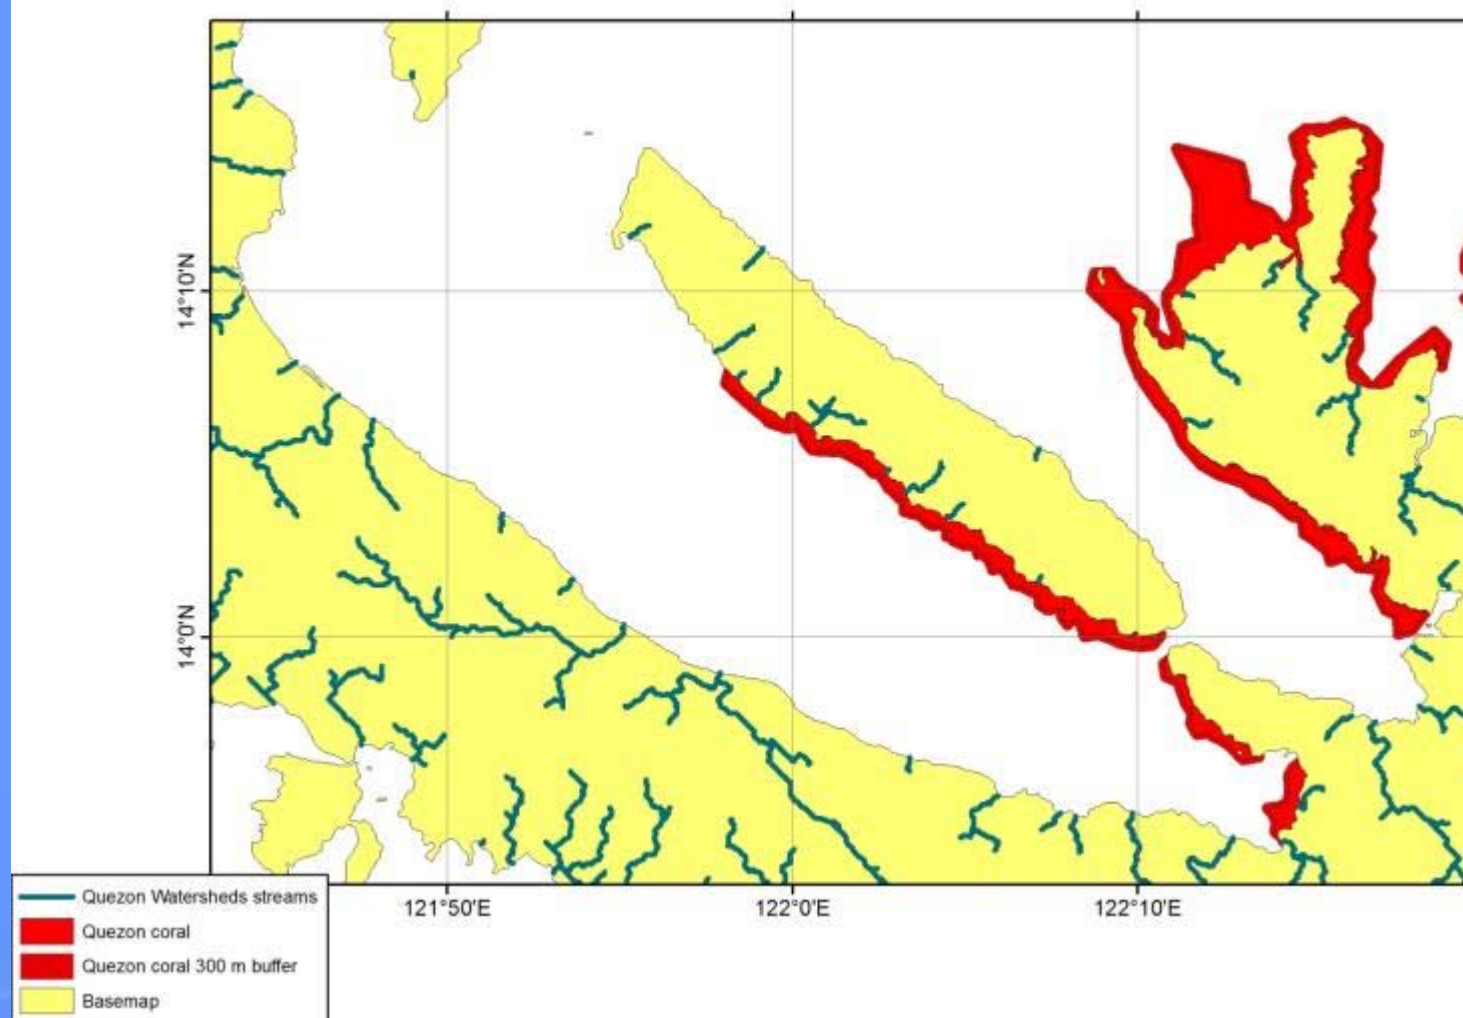 14°10'N
14°0'N
121°50'E
122°0'E
122°10'E
Quezon Watersheds streams
Quezon coral
Quezon coral 300 m buffer
Basemap